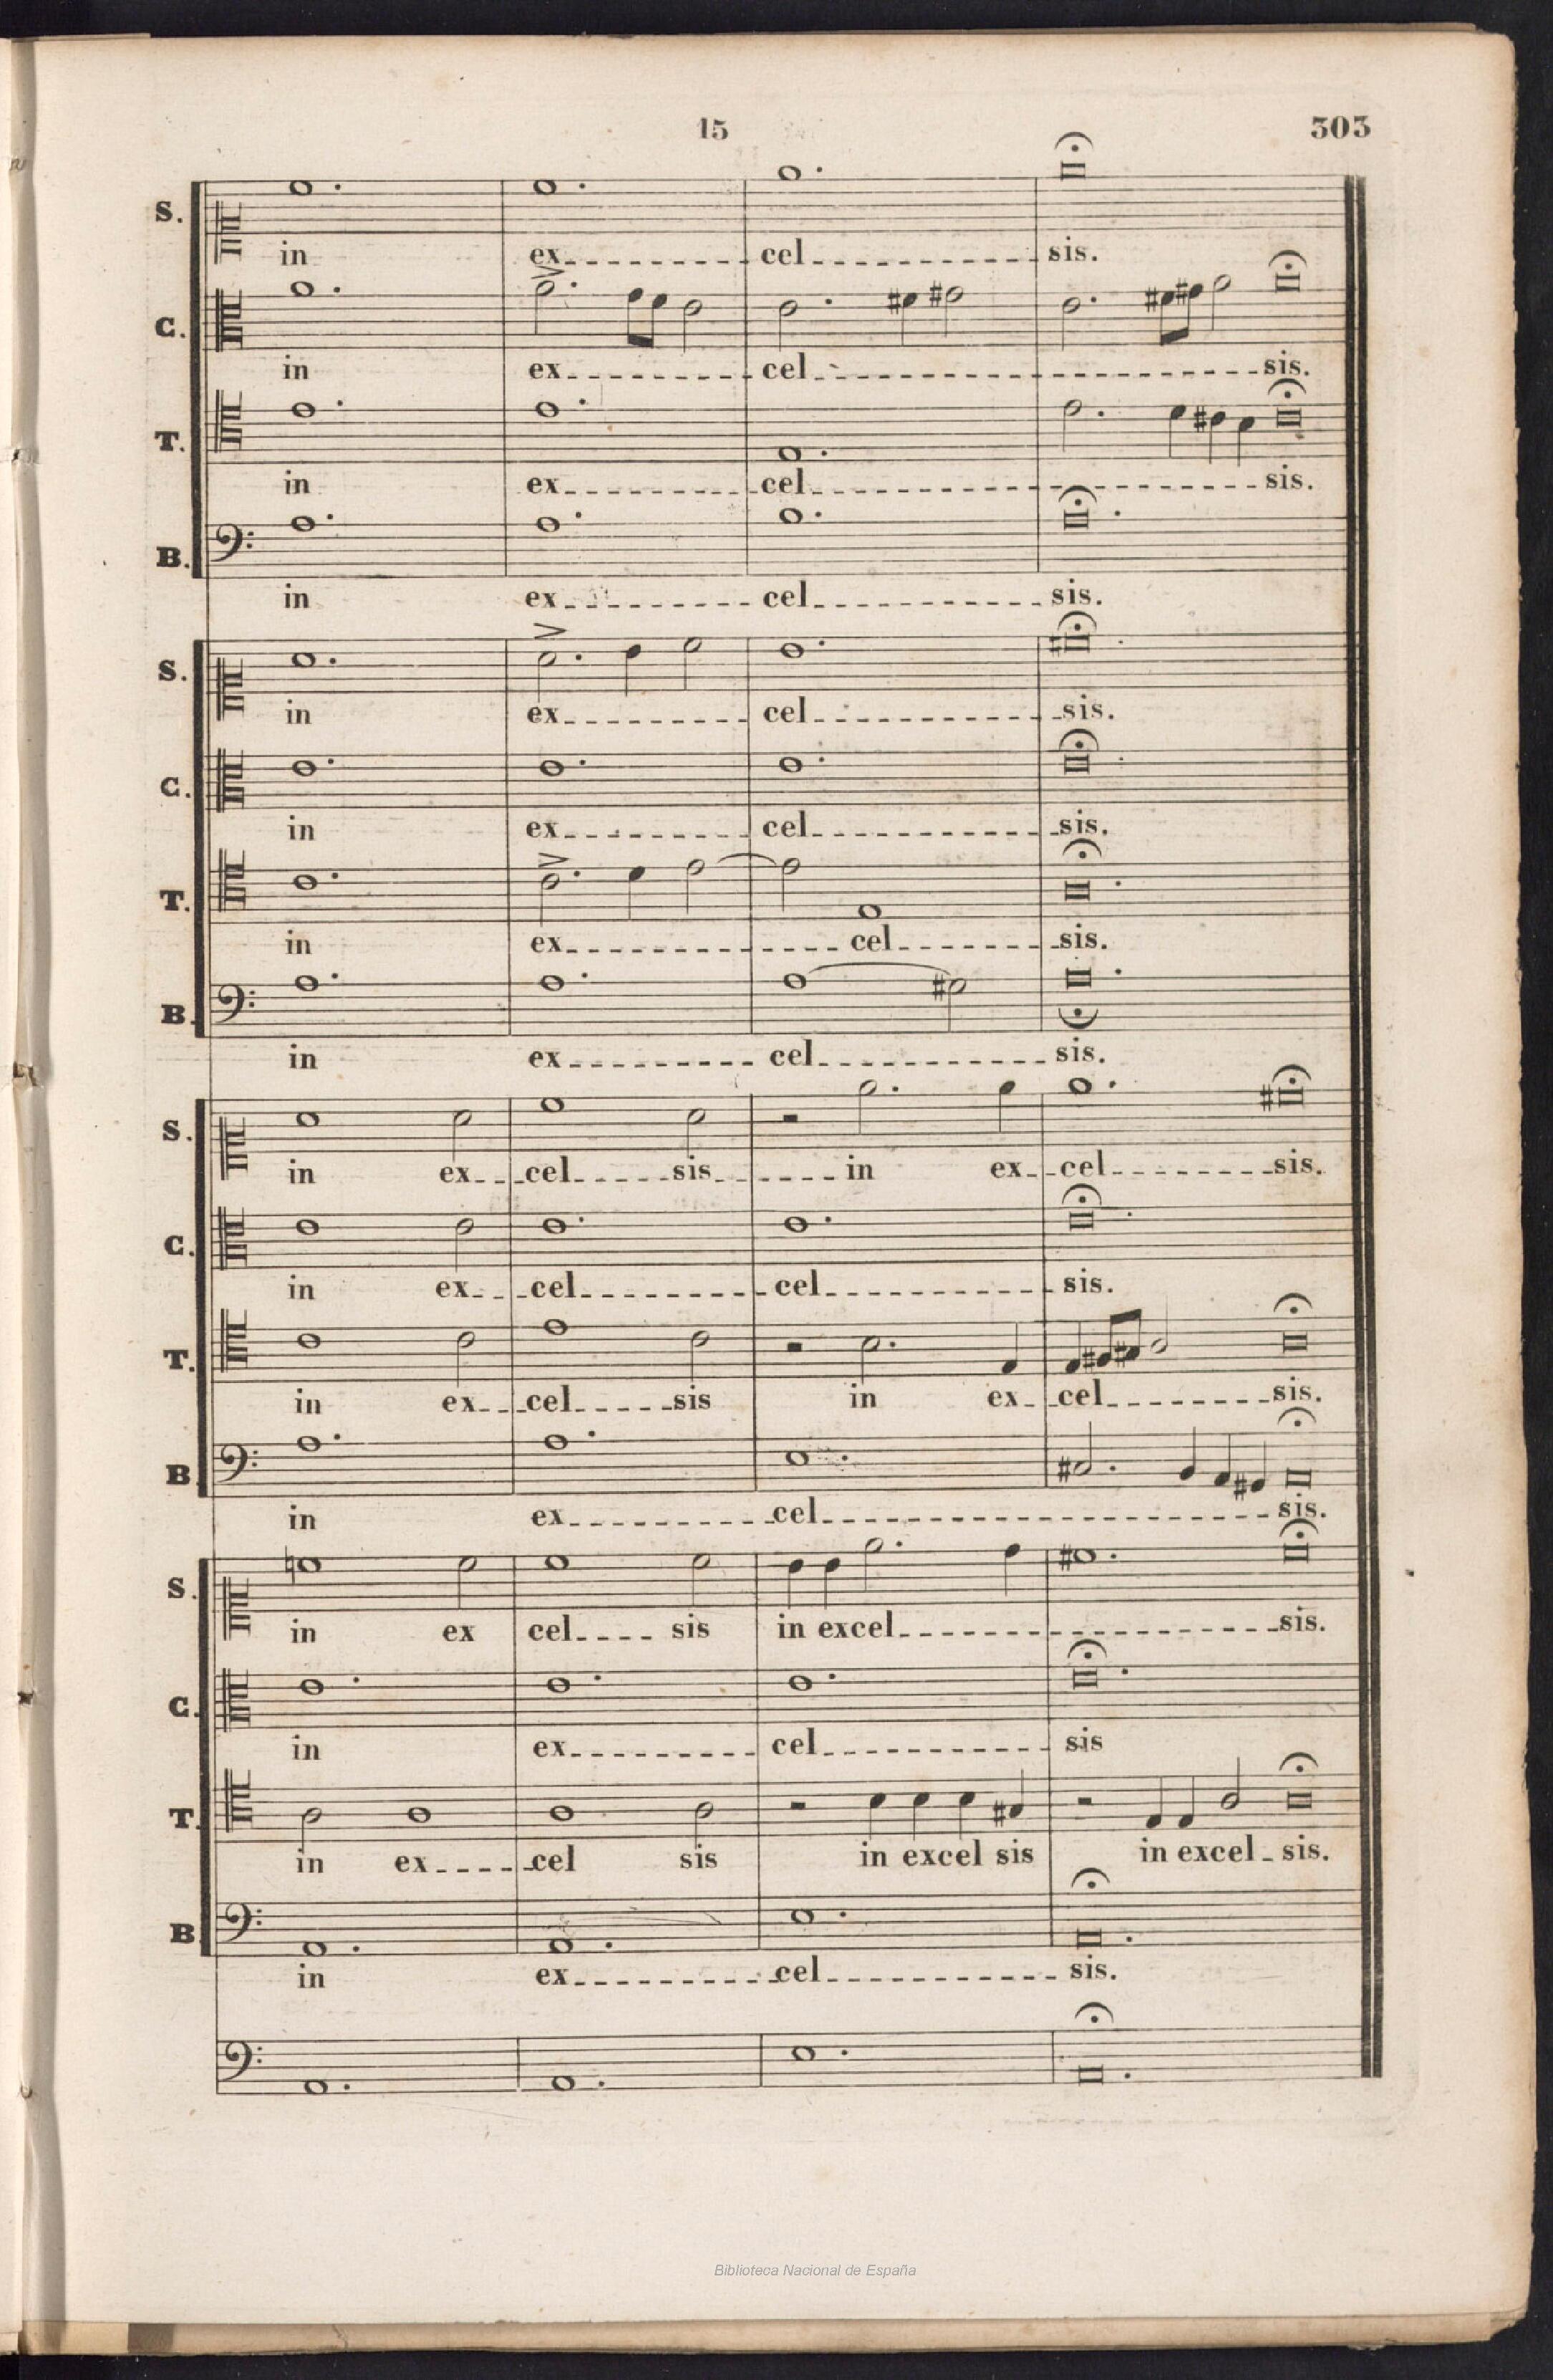 15 303
S.
in ex cel sis.
C.
in ex cel sis.
T.
in ex cel sis.
B.
in ex cel sis.
S.
in ex cel sis.
C.
in ex cel sis.
T.
in ex cel sis.
B.
in ex cel sis.
S.
in ex cel sis in ex cel sis.
C.
in ex cel cel sis.
T.
in ex cel sis in ex cel sis.
B.
in ex cel sis.
S.
in ex cel sis in excel sis.
C.
in ex cel sis
T.
in ex cel sis in excel sis in excel sis.
B
in ex cel sis.
Biblioteca Nacional de España